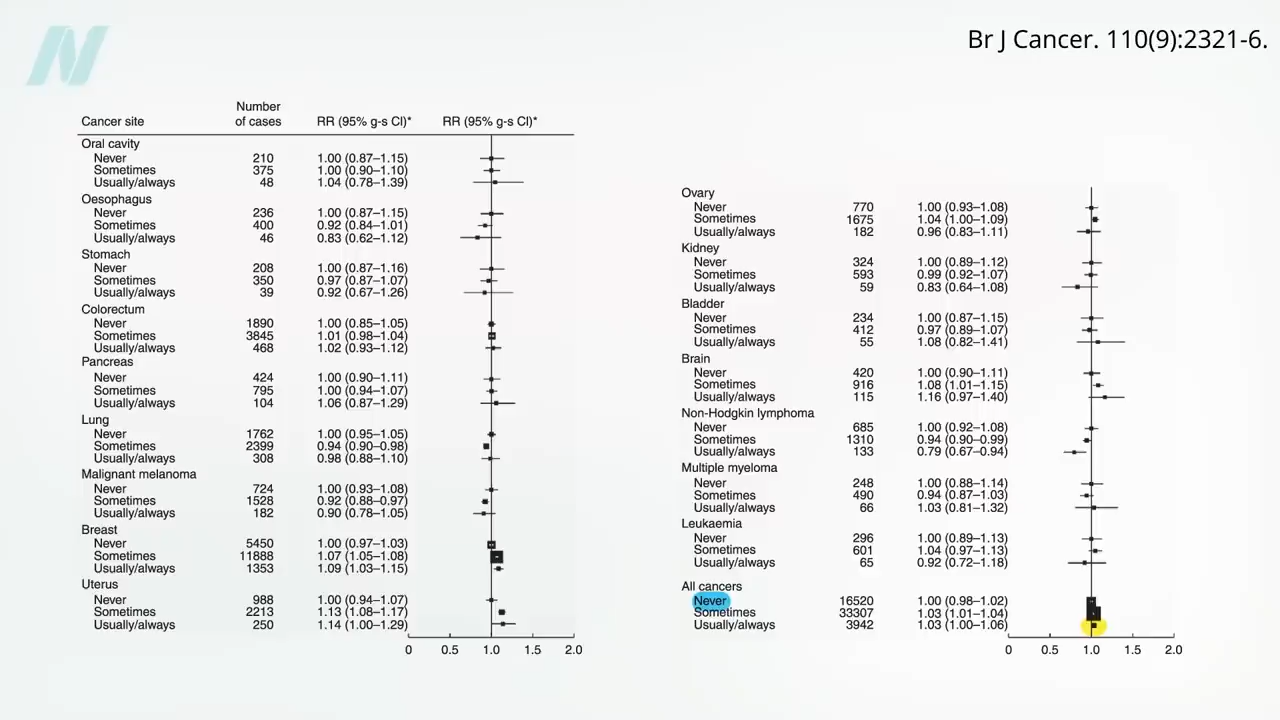 Br J Cancer. 110(9):2321-6.
Number
Cancer site of cases RR (95% g-s CI)* RR (95% g-s CI)*
Oral cavity
Never 210 1.00 (0.87–1.15)
Sometimes 375 1.00 (0.90–1.10)
Usually/always 48 1.04 (0.78–1.39)
Oesophagus
Never 236 1.00 (0.87–1.15)
Sometimes 400 0.92 (0.84–1.01)
Usually/always 46 0.83 (0.62–1.12)
Stomach
Never 208 1.00 (0.87–1.16)
Sometimes 350 0.97 (0.87–1.07)
Usually/always 39 0.92 (0.67–1.26)
Colorectum
Never 1890 1.00 (0.85–1.05)
Sometimes 3845 1.01 (0.98–1.04)
Usually/always 468 1.02 (0.93–1.12)
Pancreas
Never 424 1.00 (0.90–1.11)
Sometimes 795 1.00 (0.94–1.07)
Usually/always 104 1.06 (0.87–1.29)
Lung
Never 1762 1.00 (0.95–1.05)
Sometimes 2399 0.94 (0.90–0.98)
Usually/always 308 0.98 (0.88–1.10)
Malignant melanoma
Never 724 1.00 (0.93–1.08)
Sometimes 1528 0.92 (0.88–0.97)
Usually/always 182 0.90 (0.78–1.05)
Breast
Never 5450 1.00 (0.97–1.03)
Sometimes 11888 1.07 (1.05–1.08)
Usually/always 1353 1.09 (1.03–1.15)
Uterus
Never 988 1.00 (0.94–1.07)
Sometimes 2213 1.13 (1.08–1.17)
Usually/always 250 1.14 (1.00–1.29)
0 0.5 1.0 1.5 2.0
Ovary
Never 770 1.00 (0.93–1.08)
Sometimes 1675 1.04 (1.00–1.09)
Usually/always 182 0.96 (0.83–1.11)
Kidney
Never 324 1.00 (0.89–1.12)
Sometimes 593 0.99 (0.92–1.07)
Usually/always 59 0.83 (0.64–1.08)
Bladder
Never 234 1.00 (0.87–1.15)
Sometimes 412 0.97 (0.89–1.07)
Usually/always 55 1.08 (0.82–1.41)
Brain
Never 420 1.00 (0.90–1.11)
Sometimes 916 1.08 (1.01–1.15)
Usually/always 115 1.16 (0.97–1.40)
Non-Hodgkin lymphoma
Never 685 1.00 (0.92–1.08)
Sometimes 1310 0.94 (0.90–0.99)
Usually/always 133 0.79 (0.67–0.94)
Multiple myeloma
Never 248 1.00 (0.88–1.14)
Sometimes 490 0.94 (0.87–1.03)
Usually/always 66 1.03 (0.81–1.32)
Leukaemia
Never 296 1.00 (0.89–1.13)
Sometimes 601 1.04 (0.97–1.13)
Usually/always 65 0.92 (0.72–1.18)
All cancers
Never 16520 1.00 (0.98–1.02)
Sometimes 33307 1.03 (1.01–1.04)
Usually/always 3942 1.03 (1.00–1.06)
0 0.5 1.0 1.5 2.0